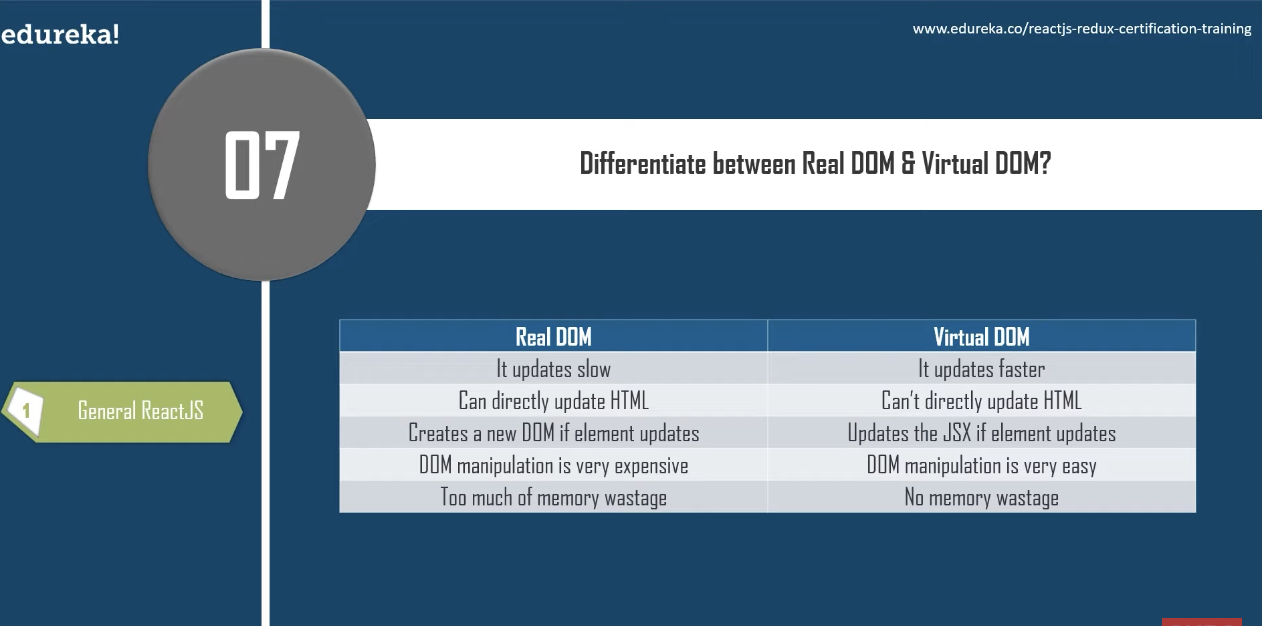 edureka!
www.edureka.co/reactjs-redux-certification-training
07
Differentiate between Real DOM & Virtual DOM?
1 General ReactJS
Real DOM Virtual DOM
It updates slow It updates faster
Can directly update HTML Can't directly update HTML
Creates a new DOM if element updates Updates the JSX if element updates
DOM manipulation is very expensive DOM manipulation is very easy
Too much of memory wastage No memory wastage